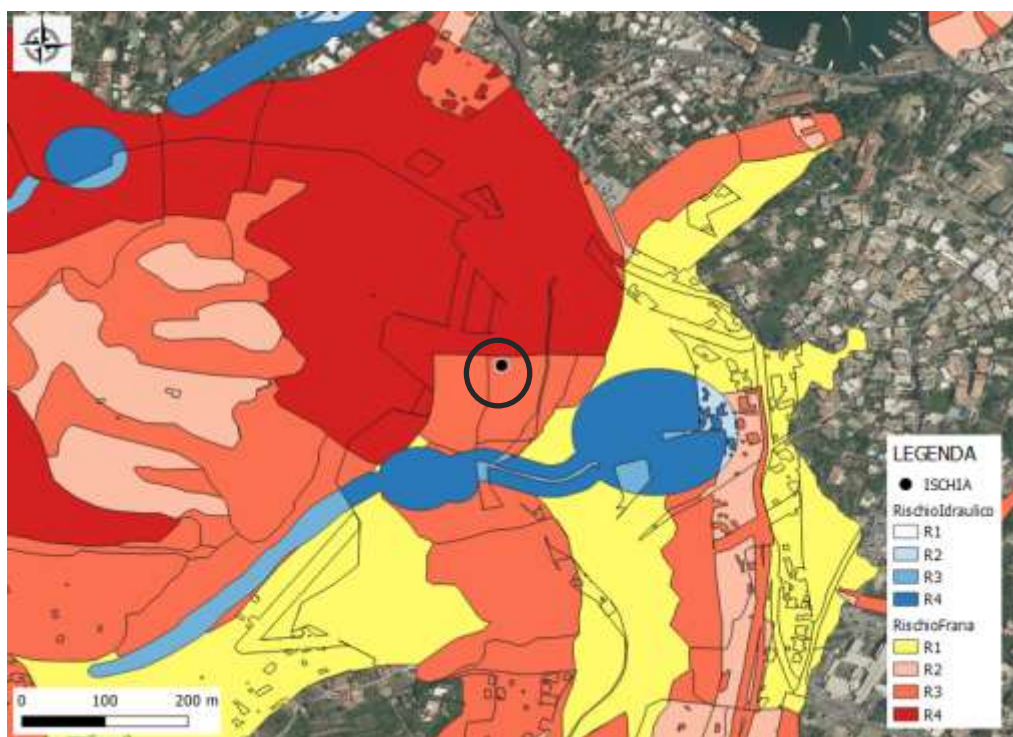 LEGENDA
ISCHIA
RischioIdraulico
R1
R2
R3
R4
RischioFrana
R1
R2
R3
R4
0 100 200 m